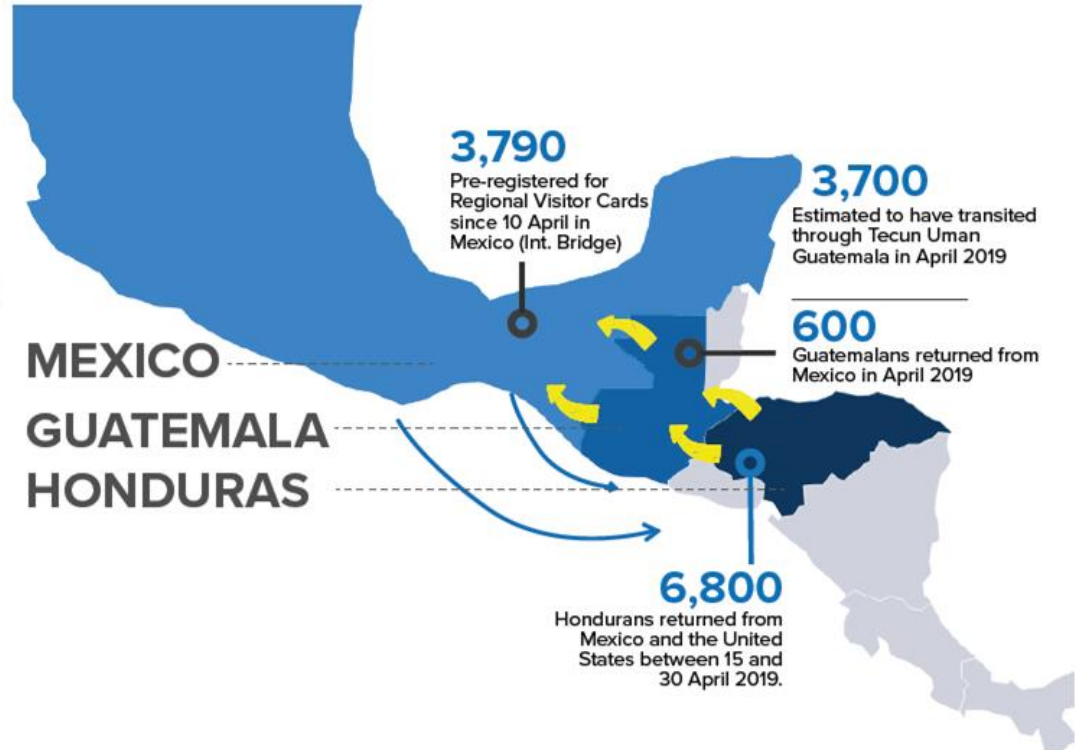 3,790
Pre-registered for
Regional Visitor Cards
since 10 April in
Mexico (Int. Bridge)
3,700
Estimated to have transited
through Tecun Uman
Guatemala in April 2019
600
Guatemalans returned from
Mexico in April 2019
MEXICO
GUATEMALA
HONDURAS
6,800
Hondurans returned from
Mexico and the United
States between 15 and
30 April 2019.